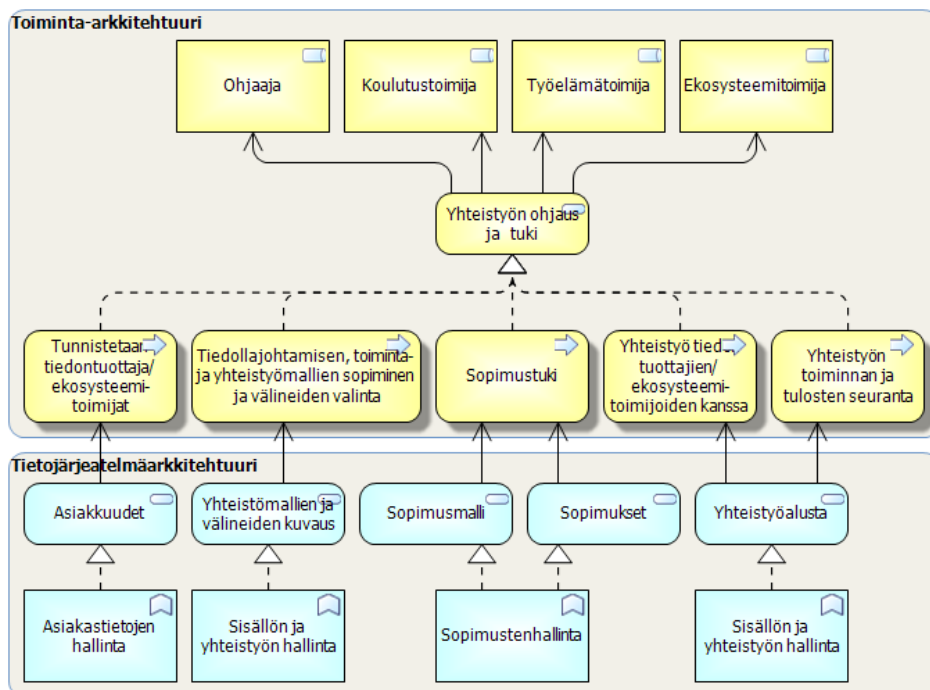 Toiminta-arkkitehtuuri
Ohjaaja
Koulutustoimija
Työelämätoimija
Ekosysteemitoimija
Yhteistyön ohjaus
ja tuki
Tunnistetaan
tiedontuottaja/
ekosysteemi-
toimijat
Tiedollajohtamisen, toiminta-
ja yhteistyömallien sopiminen
ja välineiden valinta
Sopimustuki
Yhteistyö tiedon
tuottajien/
ekosysteemi-
toimijoiden kanssa
Yhteistyön
toiminnan ja
tulosten seuranta
Tietojärjeatelmäarkkitehtuuri
Asiakkuudet
Yhteistömallien ja
välineiden kuvaus
Sopimusmalli
Sopimukset
Yhteistyöalusta
Asiakastietojen
hallinta
Sisällön ja
yhteistyön hallinta
Sopimustenhallinta
Sisällön ja
yhteistyön hallinta